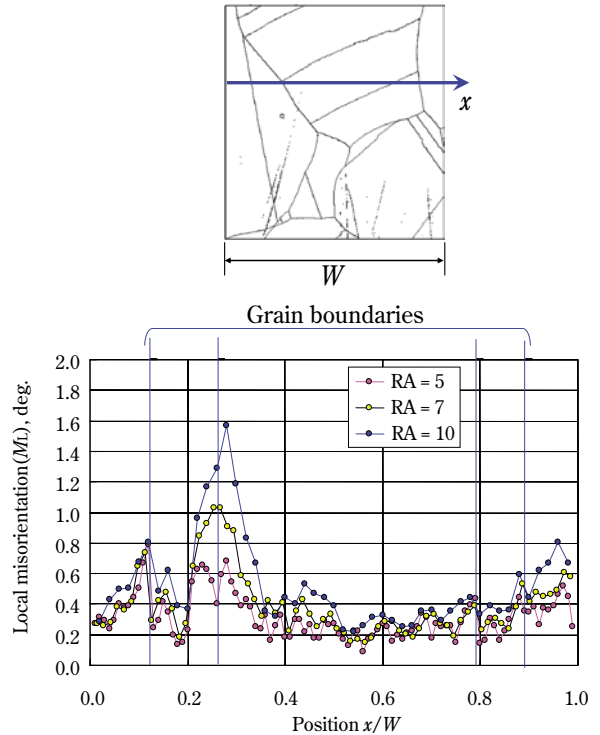 x
W
Grain boundaries
2.0
1.8
1.6
1.4
1.2
1.0
0.8
0.6
0.4
0.2
0.0
Local misorientation(ML), deg.
RA = 5
RA = 7
RA = 10
0.0 0.2 0.4 0.6 0.8 1.0
Position x/W